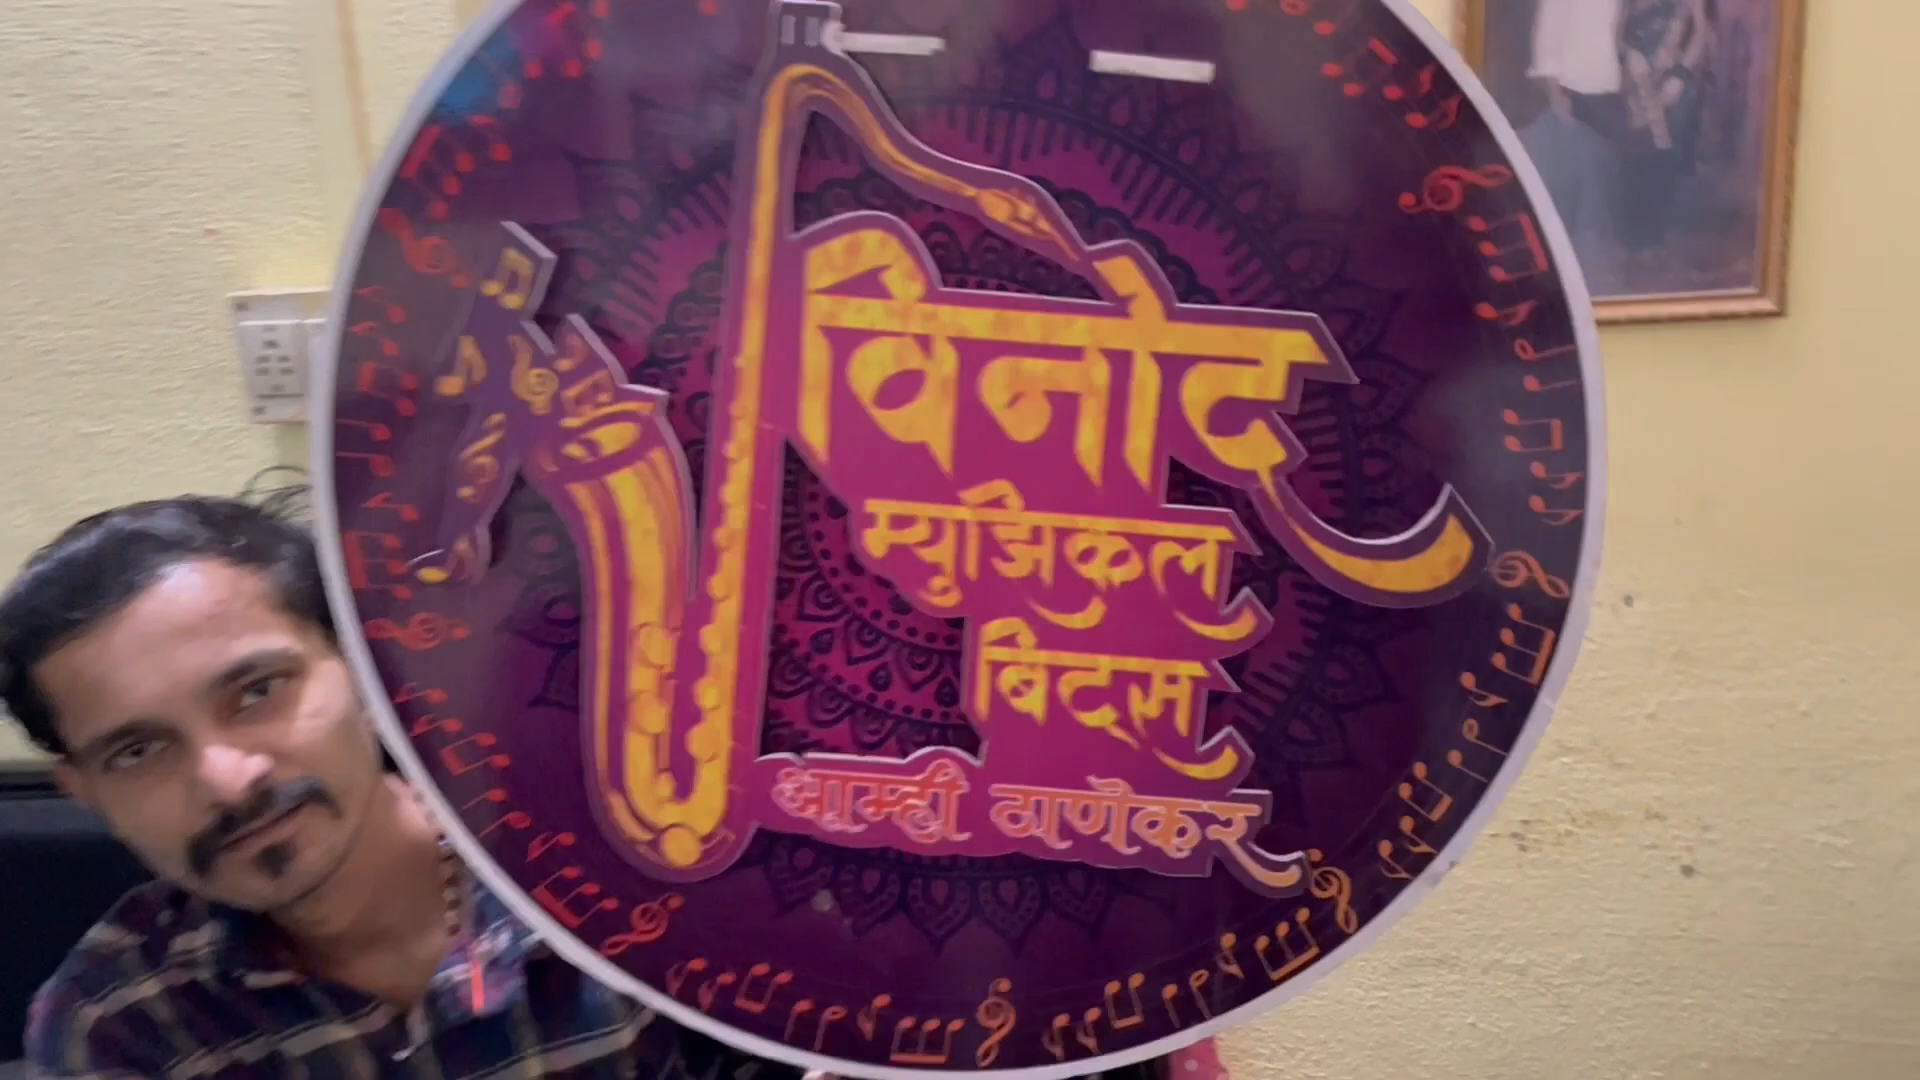 विनोद
म्युझिकल
बिट्स
आम्ही ठाणेकर